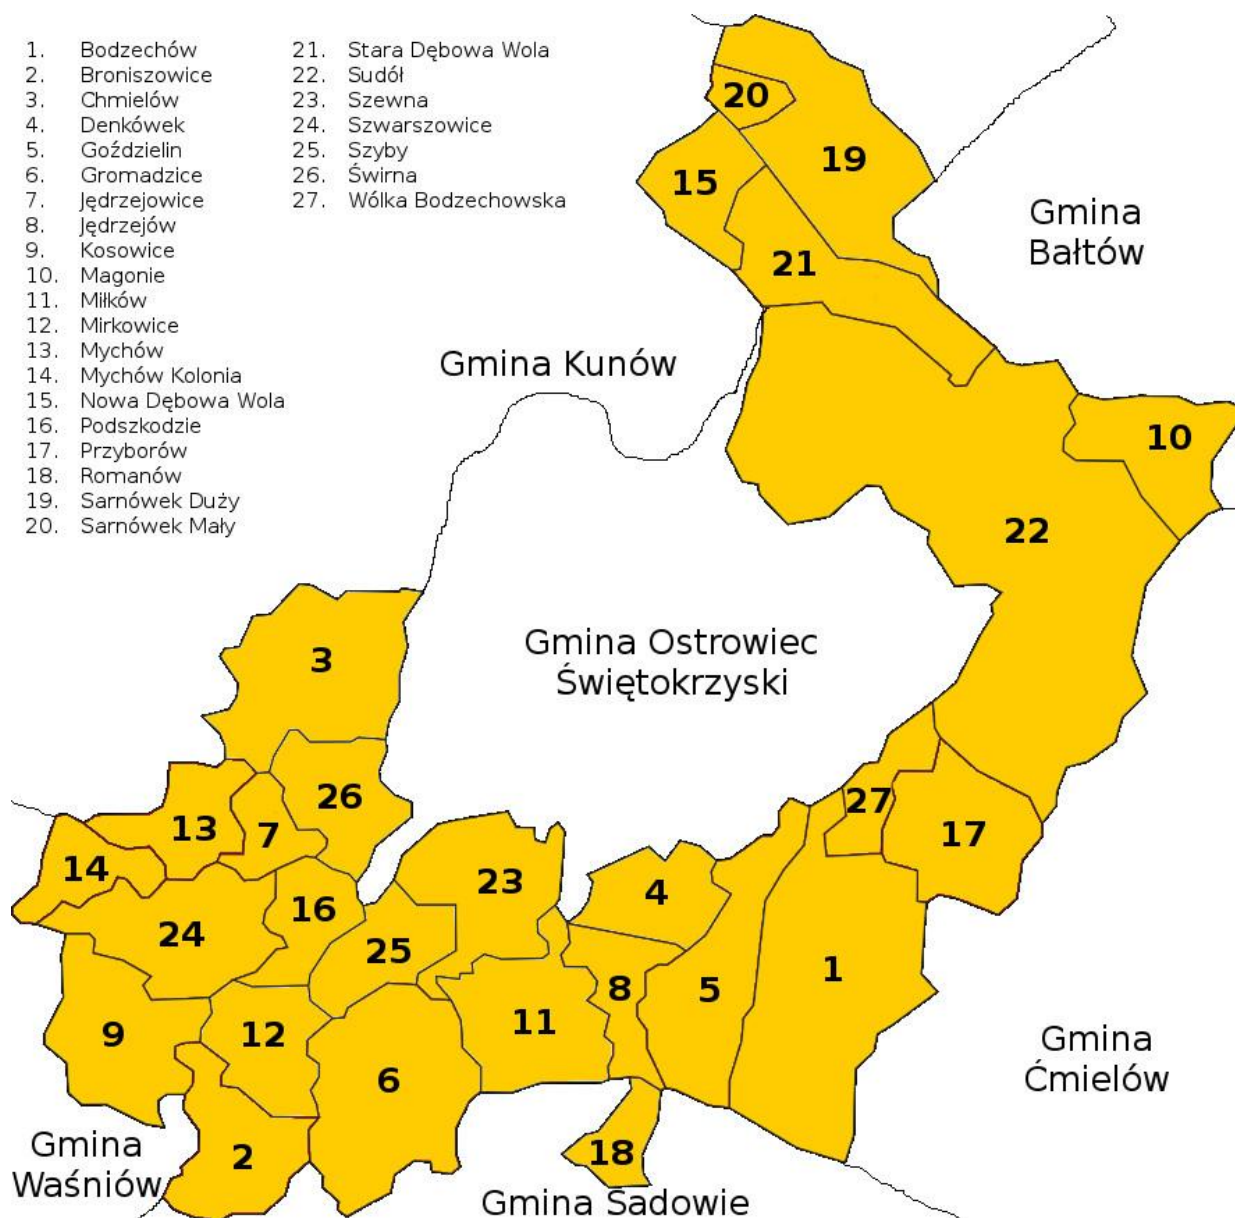 1. Bodzechów
2. Broniszowice
3. Chmielów
4. Denkówek
5. Goździelin
6. Gromadzice
7. Jędrzejowice
8. Jędrzejów
9. Kosowice
10. Magonie
11. Miłków
12. Mirkowice
13. Mychów
14. Mychów Kolonia
15. Nowa Dębowa Wola
16. Podszkodzie
17. Przyborów
18. Romanów
19. Sarnówek Duży
20. Sarnówek Mały
21. Stara Dębowa Wola
22. Sudół
23. Szewna
24. Szwarszowice
25. Szyby
26. Świrna
27. Wólka Bodzechowska
20
19
15
Gmina
Bałtów
21
Gmina Kunów
10
22
Gmina Ostrowiec
Świętokrzyski
3
26
27
13
7
17
14
23
4
16
24
25
8
5
1
11
9
12
6
Gmina
Ćmielów
Gmina
Waśniów
2
18
Gmina Sadowie